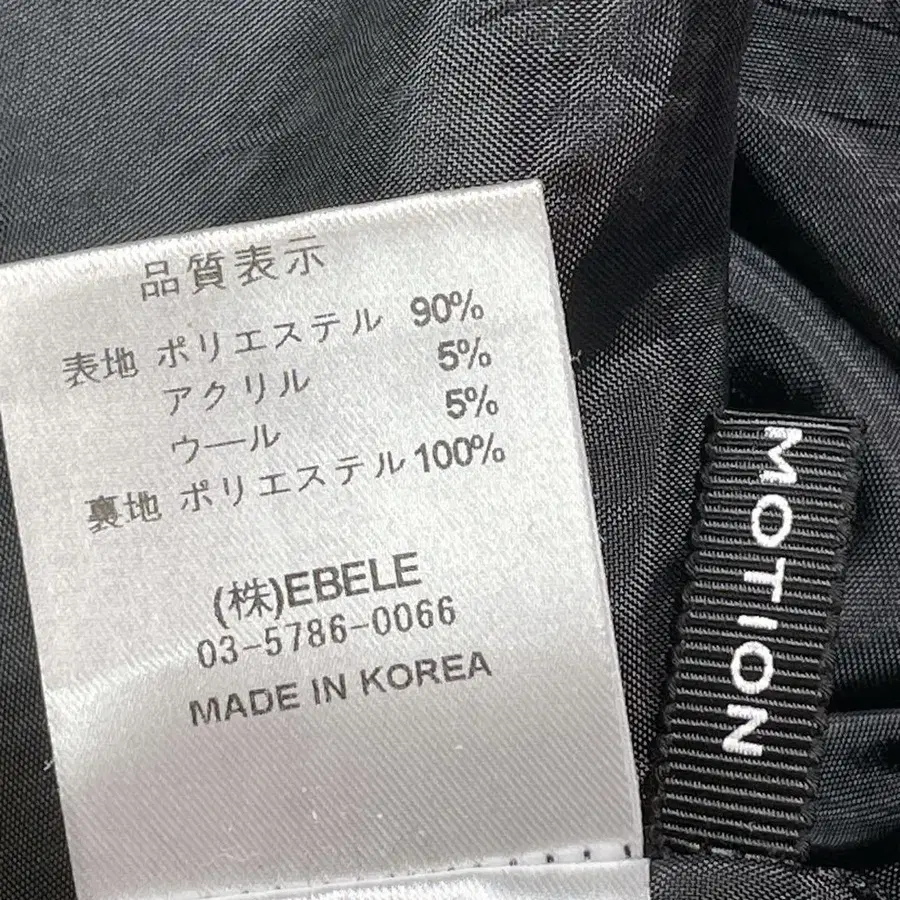 品質表示
表地 ポリエステル 90%
アクリル 5%
ウール 5%
裏地 ポリエステル 100%
(株)EBELE
03-5786-0066
MADE IN KOREA
MOTION